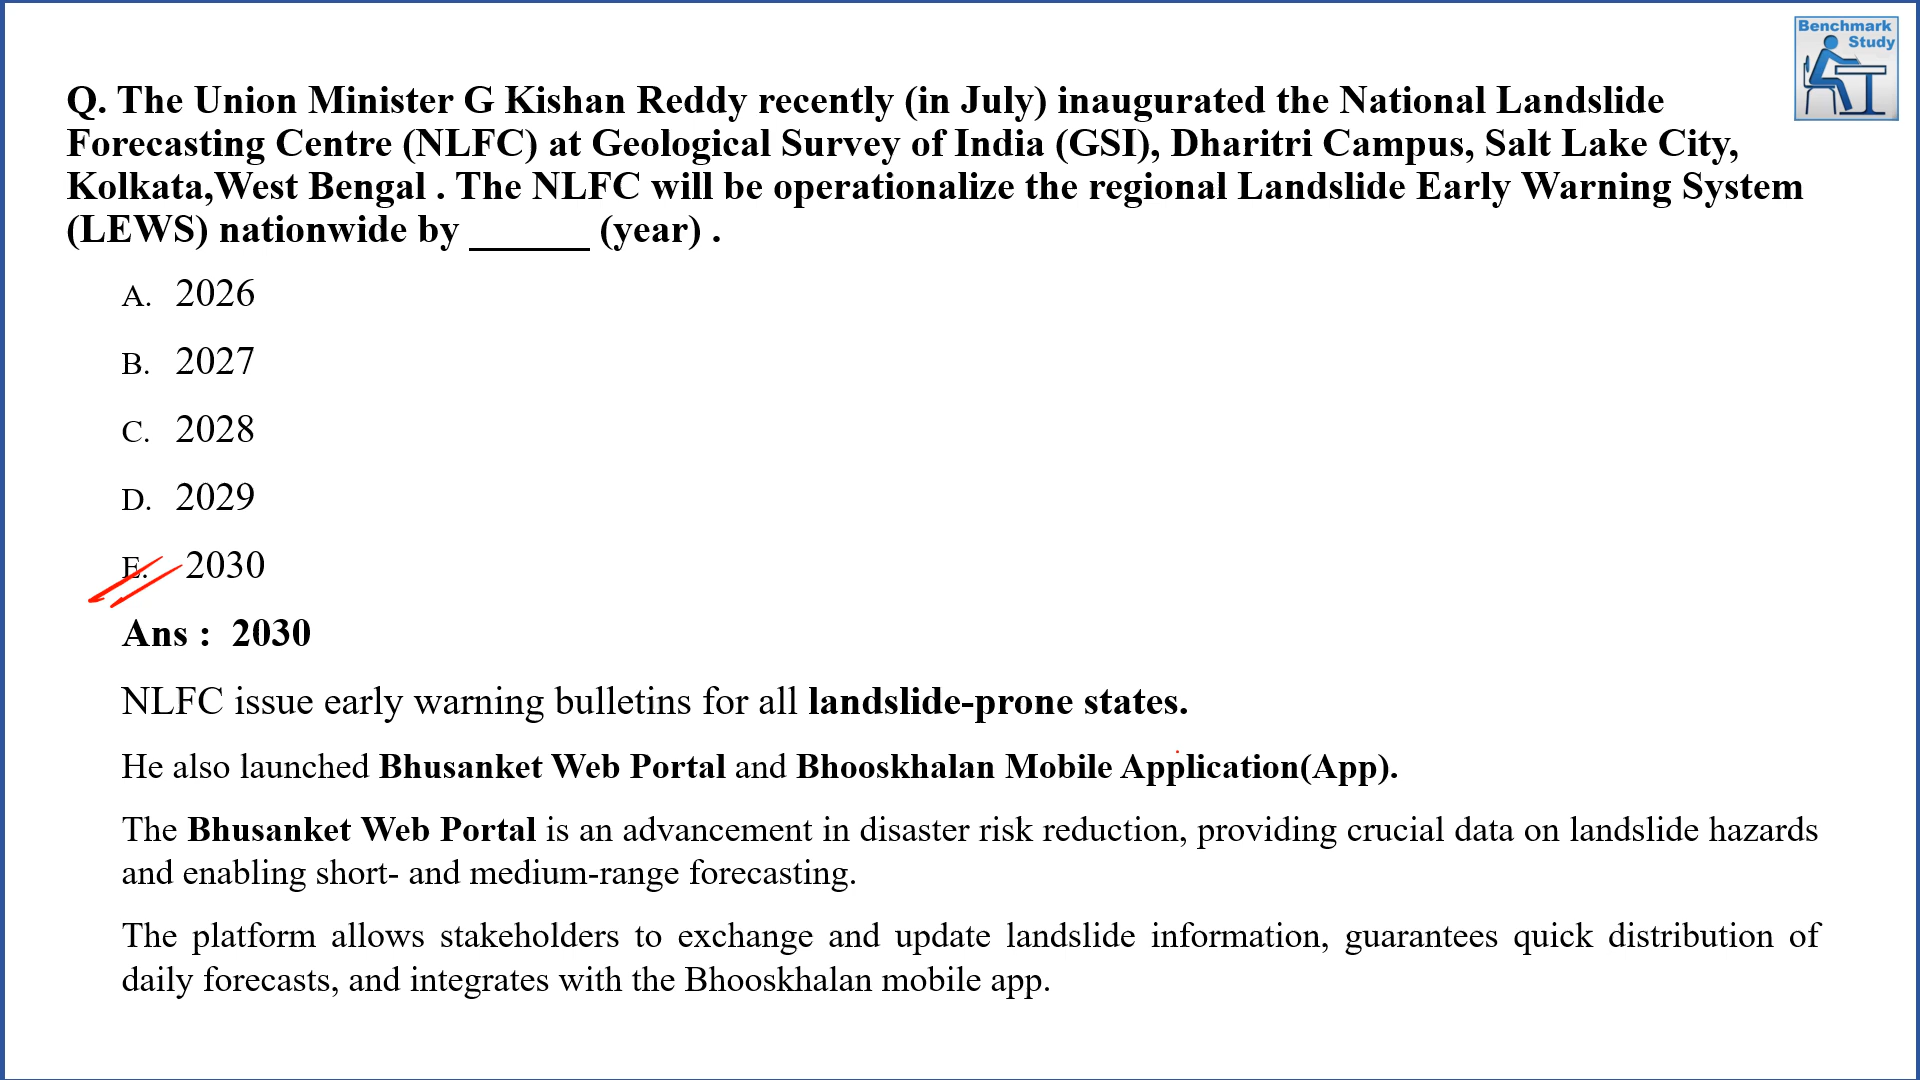 Benchmark
Study
Q. The Union Minister G Kishan Reddy recently (in July) inaugurated the National Landslide
Forecasting Centre (NLFC) at Geological Survey of India (GSI), Dharitri Campus, Salt Lake City,
Kolkata,West Bengal . The NLFC will be operationalize the regional Landslide Early Warning System
(LEWS) nationwide by ______ (year) .
A. 2026
B. 2027
C. 2028
D. 2029
E. 2030
Ans : 2030
NLFC issue early warning bulletins for all landslide-prone states.
He also launched Bhusanket Web Portal and Bhooskhalan Mobile Application(App).
The Bhusanket Web Portal is an advancement in disaster risk reduction, providing crucial data on landslide hazards
and enabling short- and medium-range forecasting.
The platform allows stakeholders to exchange and update landslide information, guarantees quick distribution of
daily forecasts, and integrates with the Bhooskhalan mobile app.